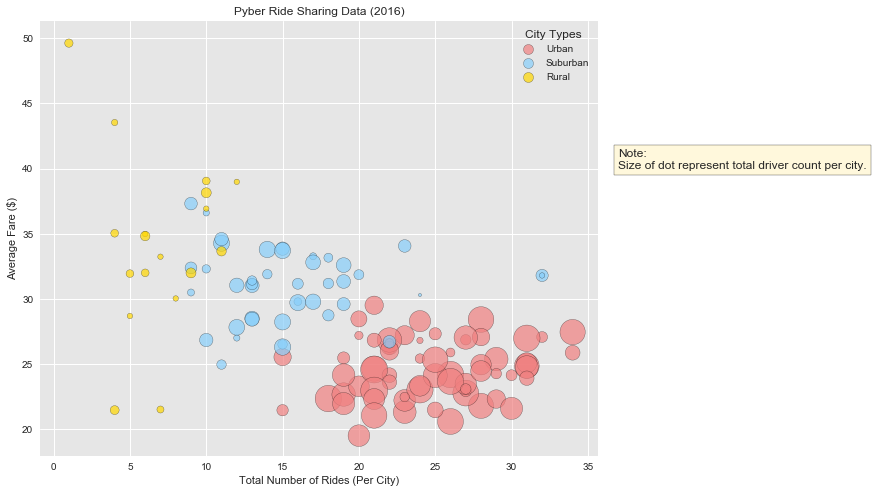 Pyber Ride Sharing Data (2016)
50
45
40
35
30
25
20
Average Fare ($)
City Types
Urban
Suburban
Rural
Note:
Size of dot represent total driver count per city.
0
5
10
15
20
25
30
35
Total Number of Rides (Per City)